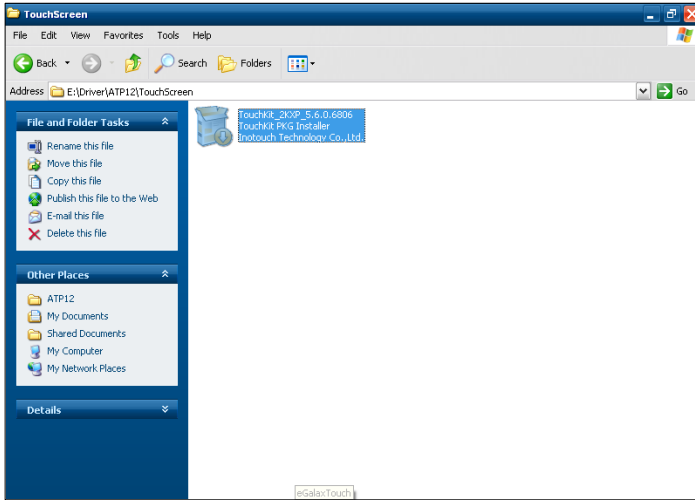 TouchScreen
File Edit View Favorites Tools Help
Back Search Folders
Address E:\Driver\ATP12\TouchScreen Go
File and Folder Tasks
Rename this file
Move this file
Copy this file
Publish this file to the Web
E-mail this file
Delete this file
Other Places
ATP12
My Documents
Shared Documents
My Computer
My Network Places
Details
TouchKit_2KXP_5.6.0.6806
TouchKit PKG Installer
Inotouch Technology Co.,Ltd.
eGalaxTouch